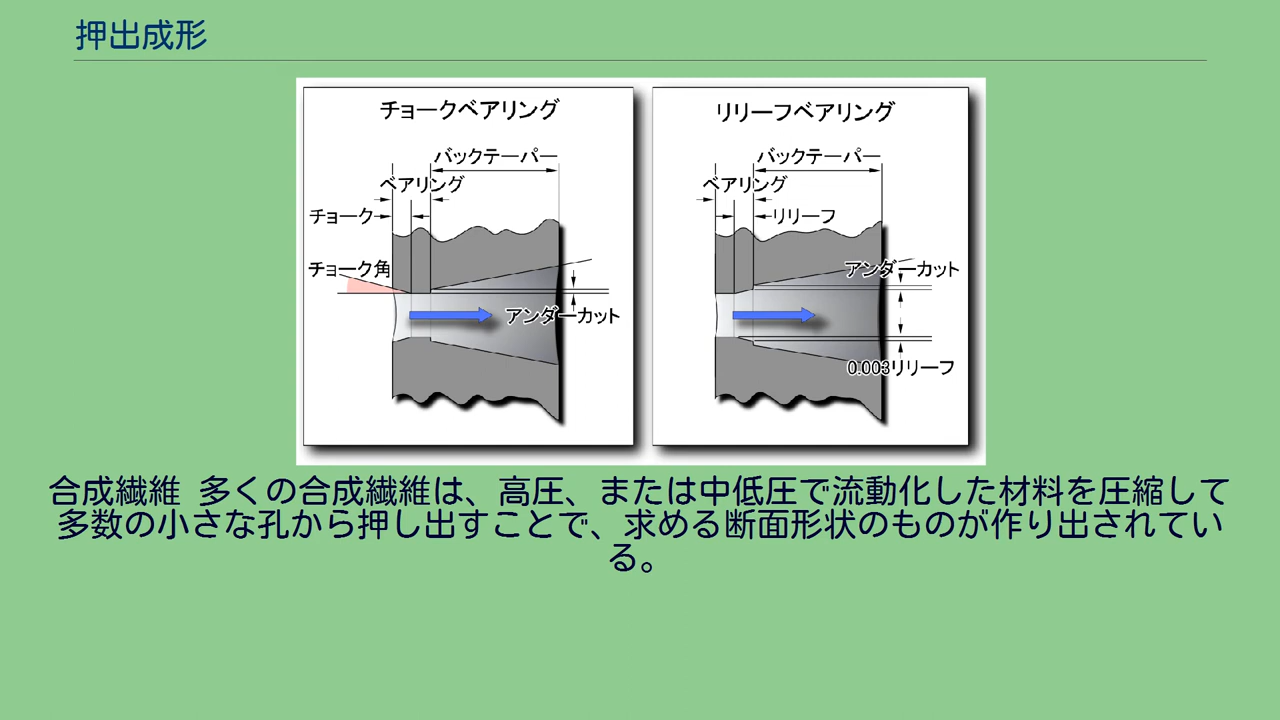 押出成形
チョークベアリング
バックテーパー
ベアリング
チョーク
チョーク角
アンダーカット
リリーフベアリング
バックテーパー
ベアリング
リリーフ
アンダーカット
0.003リリーフ
合成繊維 多くの合成繊維は、高圧、または中低圧で流動化した材料を圧縮して
多数の小さな孔から押し出すことで、求める断面形状のものが作り出されてい
る。